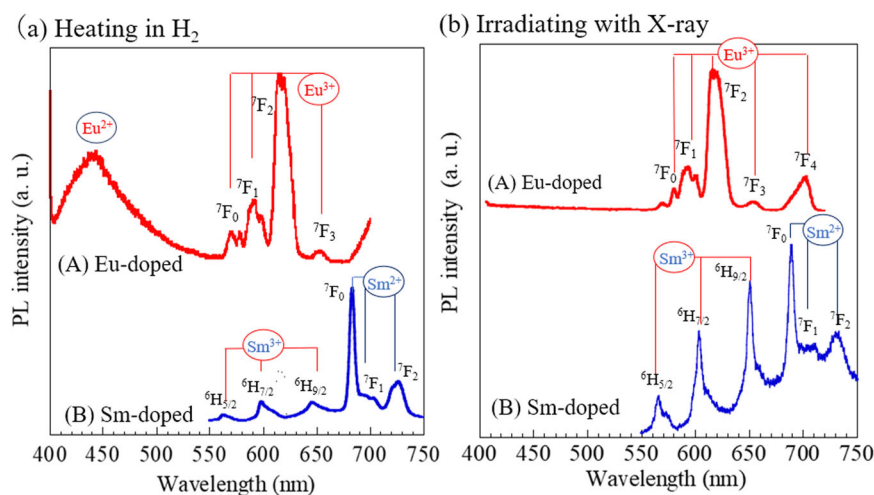 (a) Heating in H2
Eu2+
Eu3+
7F2
7F1
7F0
7F3
(A) Eu-doped
7F0
Sm2+
Sm3+
7F2
7F1
6H5/2
6H7/2
6H9/2
(B) Sm-doped
PL intensity (a. u.)
400 450 500 550 600 650 700 750
Wavelength (nm)
(b) Irradiating with X-ray
Eu3+
7F2
7F1
7F4
7F0
7F3
(A) Eu-doped
7F0
Sm2+
Sm3+
6H9/2
6H7/2
7F1
7F2
6H5/2
(B) Sm-doped
PL intensity (a. u.)
400 450 500 550 600 650 700 750
Wavelength (nm)